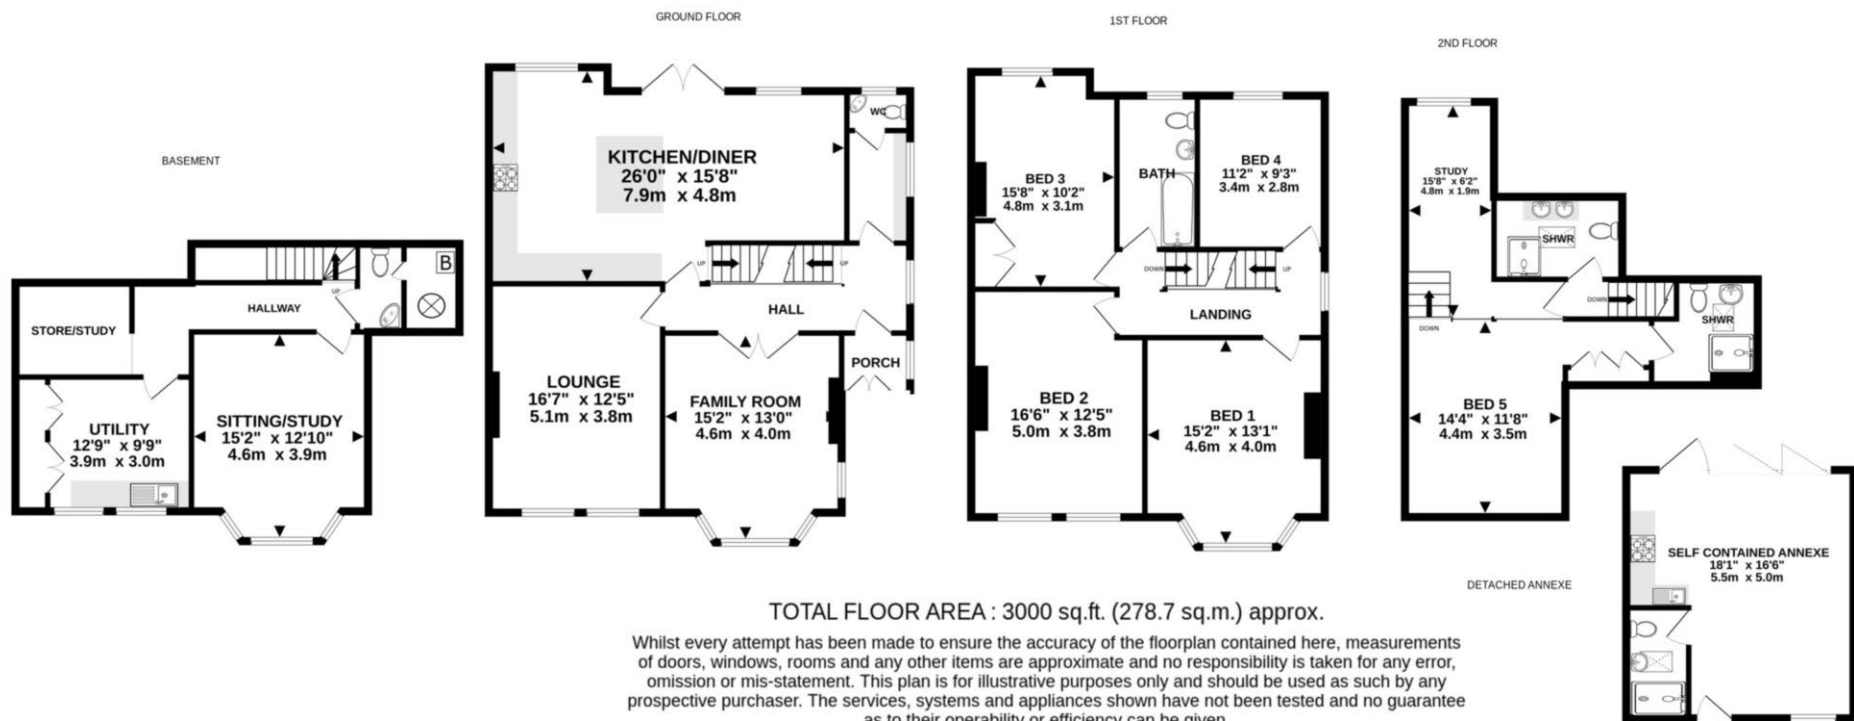 GROUND FLOOR
1ST FLOOR
2ND FLOOR
BASEMENT
KITCHEN/DINER
26'0" x 15'8"
7.9m x 4.8m
WC
UP
UP
HALL
PORCH
LOUNGE
16'7" x 12'5"
5.1m x 3.8m
FAMILY ROOM
15'2" x 13'0"
4.6m x 4.0m
B
UP
HALLWAY
STORE/STUDY
UTILITY
12'9" x 9'9"
3.9m x 3.0m
SITTING/STUDY
15'2" x 12'10"
4.6m x 3.9m
BED 3
15'8" x 10'2"
4.8m x 3.1m
BATH
BED 4
11'2" x 9'3"
3.4m x 2.8m
DOWN
UP
LANDING
BED 2
16'6" x 12'5"
5.0m x 3.8m
BED 1
15'2" x 13'1"
4.6m x 4.0m
STUDY
15'8" x 6'2"
4.8m x 1.9m
SHWR
DOWN
SHWR
DOWN
BED 5
14'4" x 11'8"
4.4m x 3.5m
SELF CONTAINED ANNEXE
18'1" x 16'6"
5.5m x 5.0m
DETACHED ANNEXE
TOTAL FLOOR AREA : 3000 sq.ft. (278.7 sq.m.) approx.
Whilst every attempt has been made to ensure the accuracy of the floorplan contained here, measurements
of doors, windows, rooms and any other items are approximate and no responsibility is taken for any error,
omission or mis-statement. This plan is for illustrative purposes only and should be used as such by any
prospective purchaser. The services, systems and appliances shown have not been tested and no guarantee
as to their operability or efficiency can be given